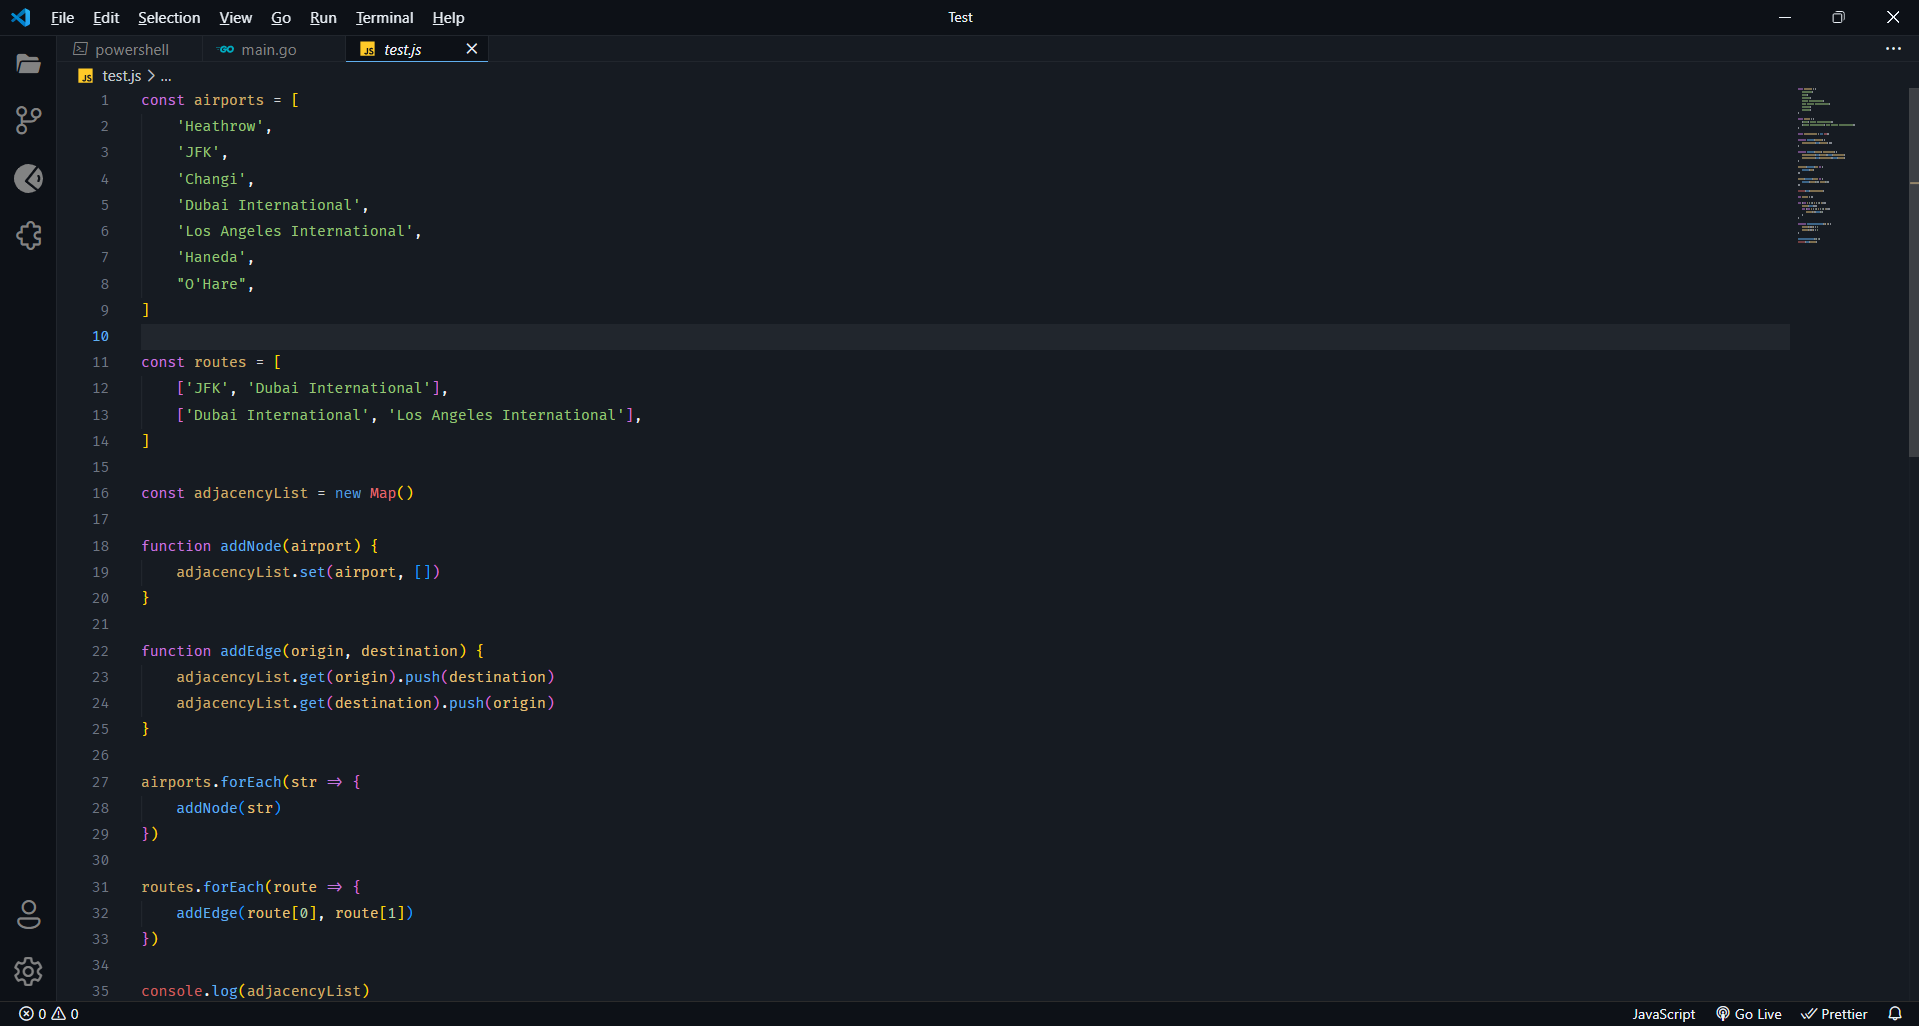 File Edit Selection View Go Run Terminal Help Test
powershell main.go test.js
test.js > ...
1 const airports = [
2 'Heathrow',
3 'JFK',
4 'Changi',
5 'Dubai International',
6 'Los Angeles International',
7 'Haneda',
8 "O'Hare",
9 ]
10
11 const routes = [
12 ['JFK', 'Dubai International'],
13 ['Dubai International', 'Los Angeles International'],
14 ]
15
16 const adjacencyList = new Map()
17
18 function addNode(airport) {
19 adjacencyList.set(airport, [])
20 }
21
22 function addEdge(origin, destination) {
23 adjacencyList.get(origin).push(destination)
24 adjacencyList.get(destination).push(origin)
25 }
26
27 airports.forEach(str => {
28 addNode(str)
29 })
30
31 routes.forEach(route => {
32 addEdge(route[0], route[1])
33 })
34
35 console.log(adjacencyList)
0 0 JavaScript Go Live Prettier